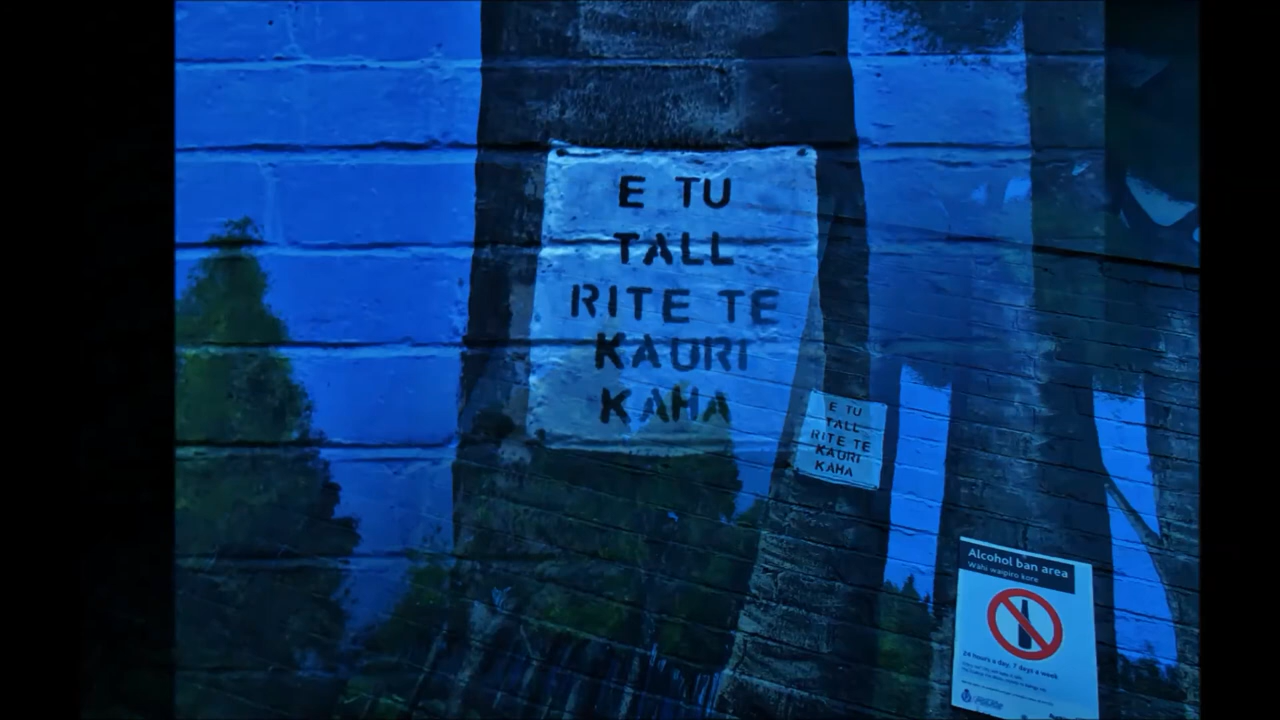 E TU
TALL
RITE TE
KAURI
KAHA
E TU
TALL
RITE TE
KAURI
KAHA
Alcohol ban area
Wāhi waipiro kore
24 hours a day, 7 days a week